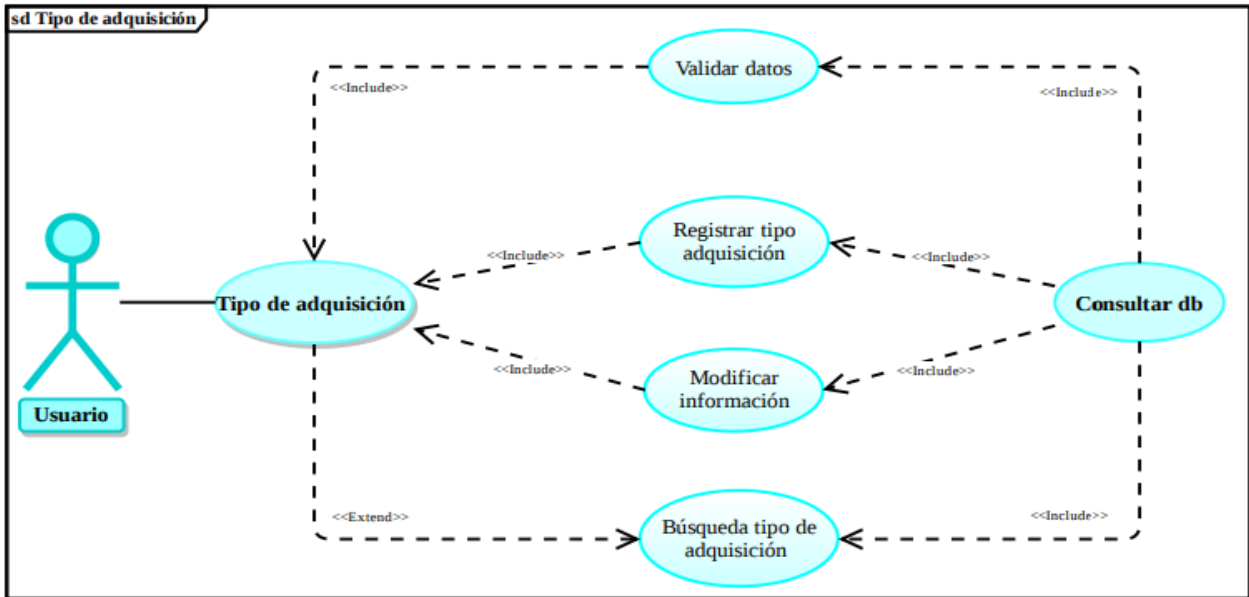 sd Tipo de adquisición
Validar datos
<<Include>>
<<Include>>
Registrar tipo
adquisición
<<Include>>
<<Include>>
Tipo de adquisición
Consultar db
<<Include>>
<<Include>>
Modificar
información
Usuario
<<Extend>>
Búsqueda tipo de
adquisición
<<Include>>